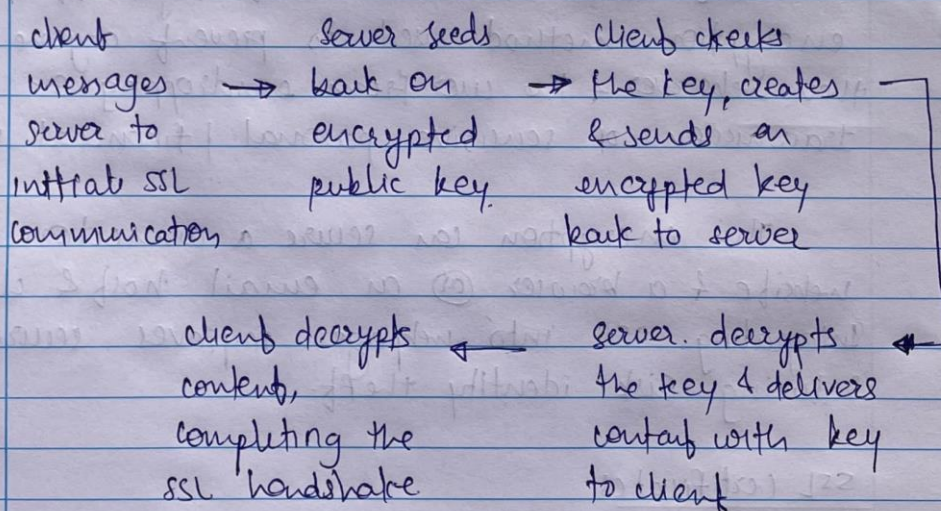 client
messages →
server to
initiate SSL
communication,
server sends
back an →
encrypted
public key.
client checks
the key, creates
& sends an
encrypted key
back to server
server. decrypts ←
the key & delivers
content with key
to client
client decrypts ←
content,
completing the
SSL handshake